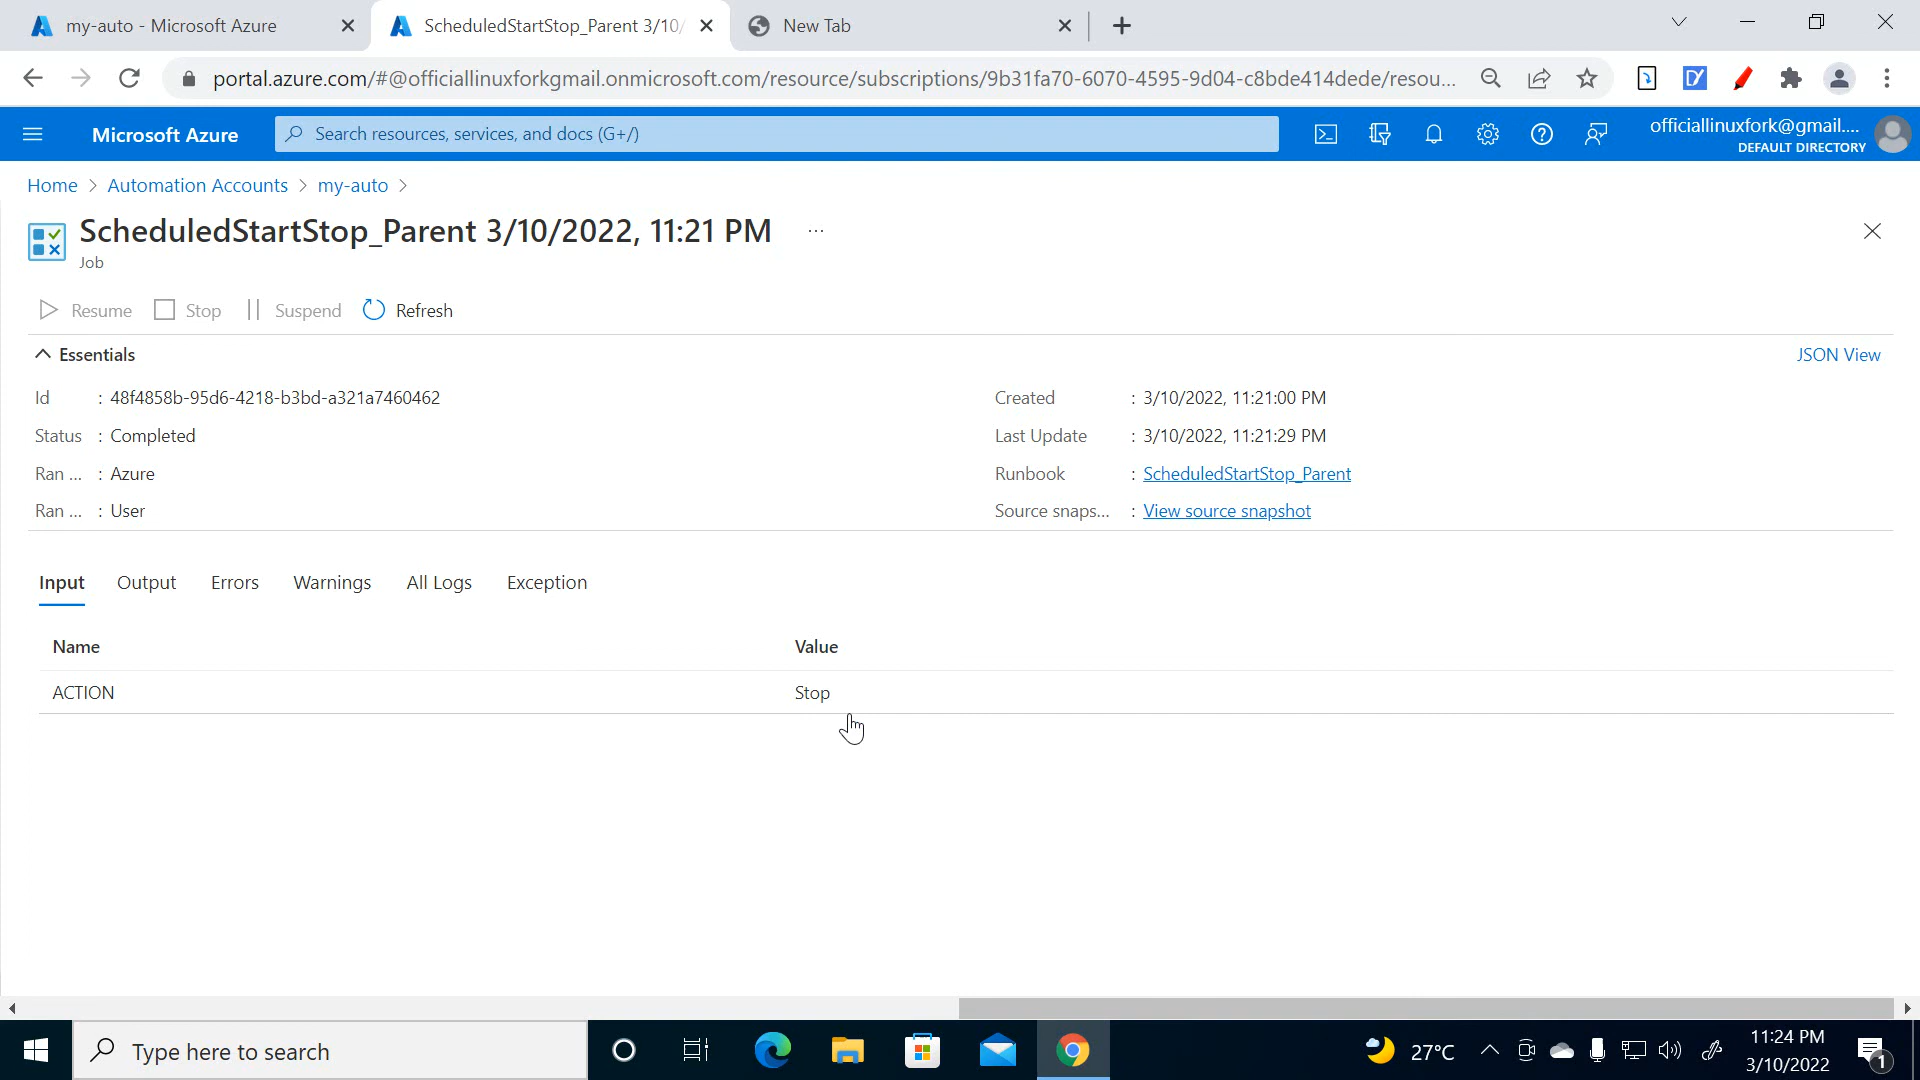 my-auto - Microsoft Azure
ScheduledStartStop_Parent 3/10/
New Tab
portal.azure.com/#@officiallinuxforkgmail.onmicrosoft.com/resource/subscriptions/9b31fa70-6070-4595-9d04-c8bde414dede/resou...
Microsoft Azure
Search resources, services, and docs (G+/)
officiallinuxfork@gmail....
DEFAULT DIRECTORY
Home > Automation Accounts > my-auto >
ScheduledStartStop_Parent 3/10/2022, 11:21 PM ...
Job
Resume Stop Suspend Refresh
Essentials
JSON View
Id : 48f4858b-95d6-4218-b3bd-a321a7460462
Created : 3/10/2022, 11:21:00 PM
Status : Completed
Last Update : 3/10/2022, 11:21:29 PM
Ran ... : Azure
Runbook : ScheduledStartStop_Parent
Ran ... : User
Source snaps... : View source snapshot
Input Output Errors Warnings All Logs Exception
Name Value
ACTION Stop
Type here to search
27°C
11:24 PM
3/10/2022
1